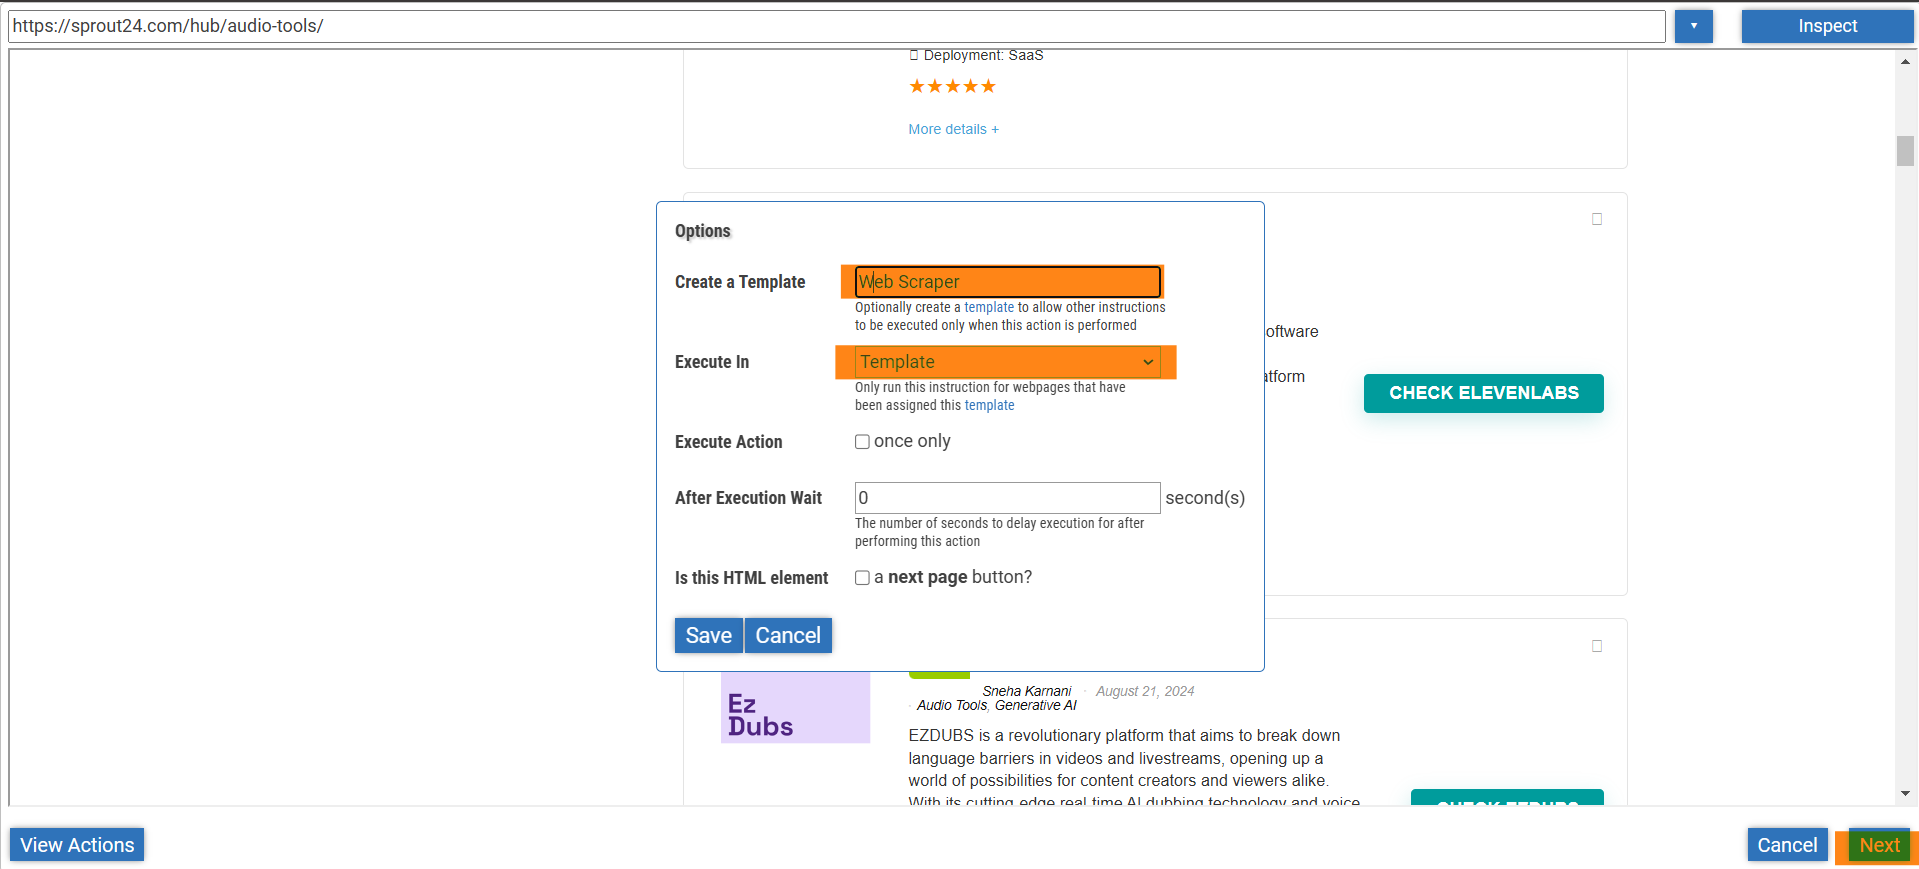 https://sprout24.com/hub/audio-tools/
Inspect
Deployment: SaaS
★★★★★
More details +
Options
Create a Template
Web Scraper
Optionally create a template to allow other instructions
to be executed only when this action is performed
oftware
Execute In
Template
Only run this instruction for webpages that have
been assigned this template
atform
CHECK ELEVENLABS
Execute Action
once only
After Execution Wait
0
second(s)
The number of seconds to delay execution for after
performing this action
Is this HTML element
a next page button?
Save
Cancel
Ez
Dubs
Sneha Karnani
August 21, 2024
Audio Tools, Generative AI
EZDUBS is a revolutionary platform that aims to break down
language barriers in videos and livestreams, opening up a
world of possibilities for content creators and viewers alike.
With its cutting-edge real time AI dubbing technology and voice
CHECK EZDUBS
View Actions
Cancel
Next